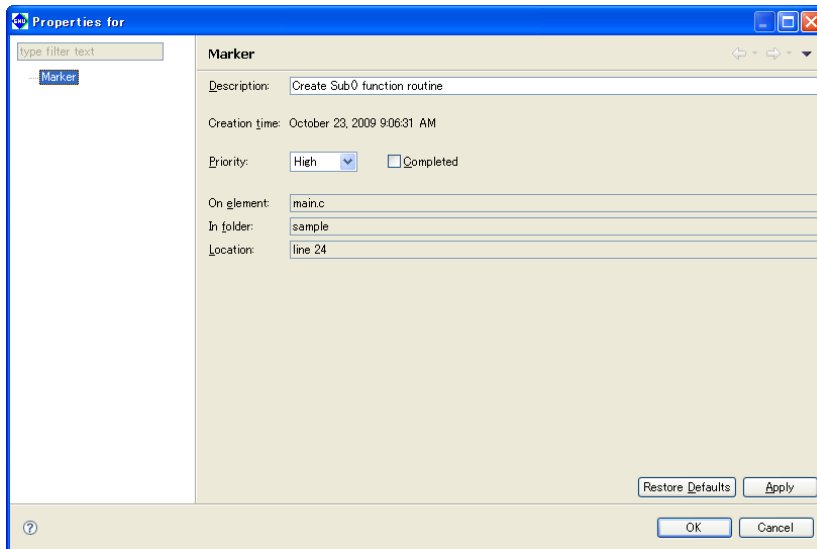 Properties for
type filter text
Marker
Marker
Description: Create Sub() function routine
Creation time: October 23, 2009 9:06:31 AM
Priority: High Completed
On element: main.c
In folder: sample
Location: line 24
Restore Defaults Apply
OK Cancel